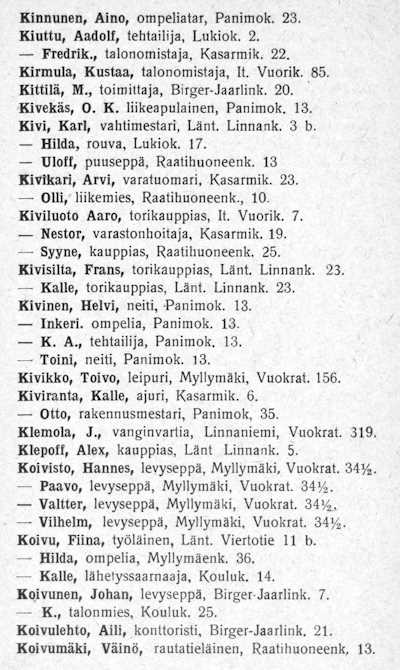 Kinnunen, Aino, ompeliatar, Panimok. 23.
Kiuttu, Aadolf, tehtailija, Lukiok. 2.
— Fredrik., talonomistaja, Kasarmik. 22.
Kirmula, Kustaa, talonomistaja, It. Vuorik. 85.
Kittilä, M., toimittaja, Birger-Jaarlink. 20.
Kivekäs, O. K. liikeapulainen, Panimok. 13.
Kivi, Karl, vahtimestari, Länt. Linnank. 3 b.
— Hilda, rouva, Lukiok. 17.
— Uloff, puuseppä, Raatihuoneenk. 13
Kivikari, Arvi, varatuomari, Kasarmik. 23.
— Olli, liikemies, Raatihuoneenk., 10.
Kiviluoto Aaro, torikauppias, It. Vuorik. 7.
— Nestor, varastonhoitaja, Kasarmik. 19.
— Syyne, kauppias, Raatihuoneenk. 25.
Kivisilta, Frans, torikauppias, Länt. Linnank. 23.
— Kalle, torikauppias, Länt. Linnank. 23.
Kivinen, Helvi, neiti, Panimok. 13.
— Inkeri. ompelia, Panimok. 13.
— K. A., tehtailija, Panimok. 13.
— Toini, neiti, Panimok. 13.
Kivikko, Toivo, leipuri, Myllymäki, Vuokrat. 156.
Kiviranta, Kalle, ajuri, Kasarmik. 6.
— Otto, rakennusmestari, Panimok, 35.
Klemola, J., vanginvartia, Linnaniemi, Vuokrat. 319.
Klepoff, Alex, kauppias, Länt Linnank. 5.
Koivisto, Hannes, levyseppä, Myllymäki, Vuokrat. 34½.
— Paavo, levyseppä, Myllymäki, Vuokrat. 34½.
— Valtter, levyseppä, Myllymäki, Vuokrat. 34½.
— Vilhelm, levyseppä, Myllymäki, Vuokrat. 34½.
Koivu, Fiina, työläinen, Länt. Viertotie 11 b.
— Hilda, ompelia, Myllymäenk. 36.
— Kalle, lähetyssaarnaaja, Kouluk. 14.
Koivunen, Johan, levyseppä, Birger-Jaarlink. 7.
— K., talonmies, Kouluk. 25.
Koivulehto, Aili, konttoristi, Birger-Jaarlink. 21.
Koivumäki, Väinö, rautatieläinen, Raatihuoneenk, 13.